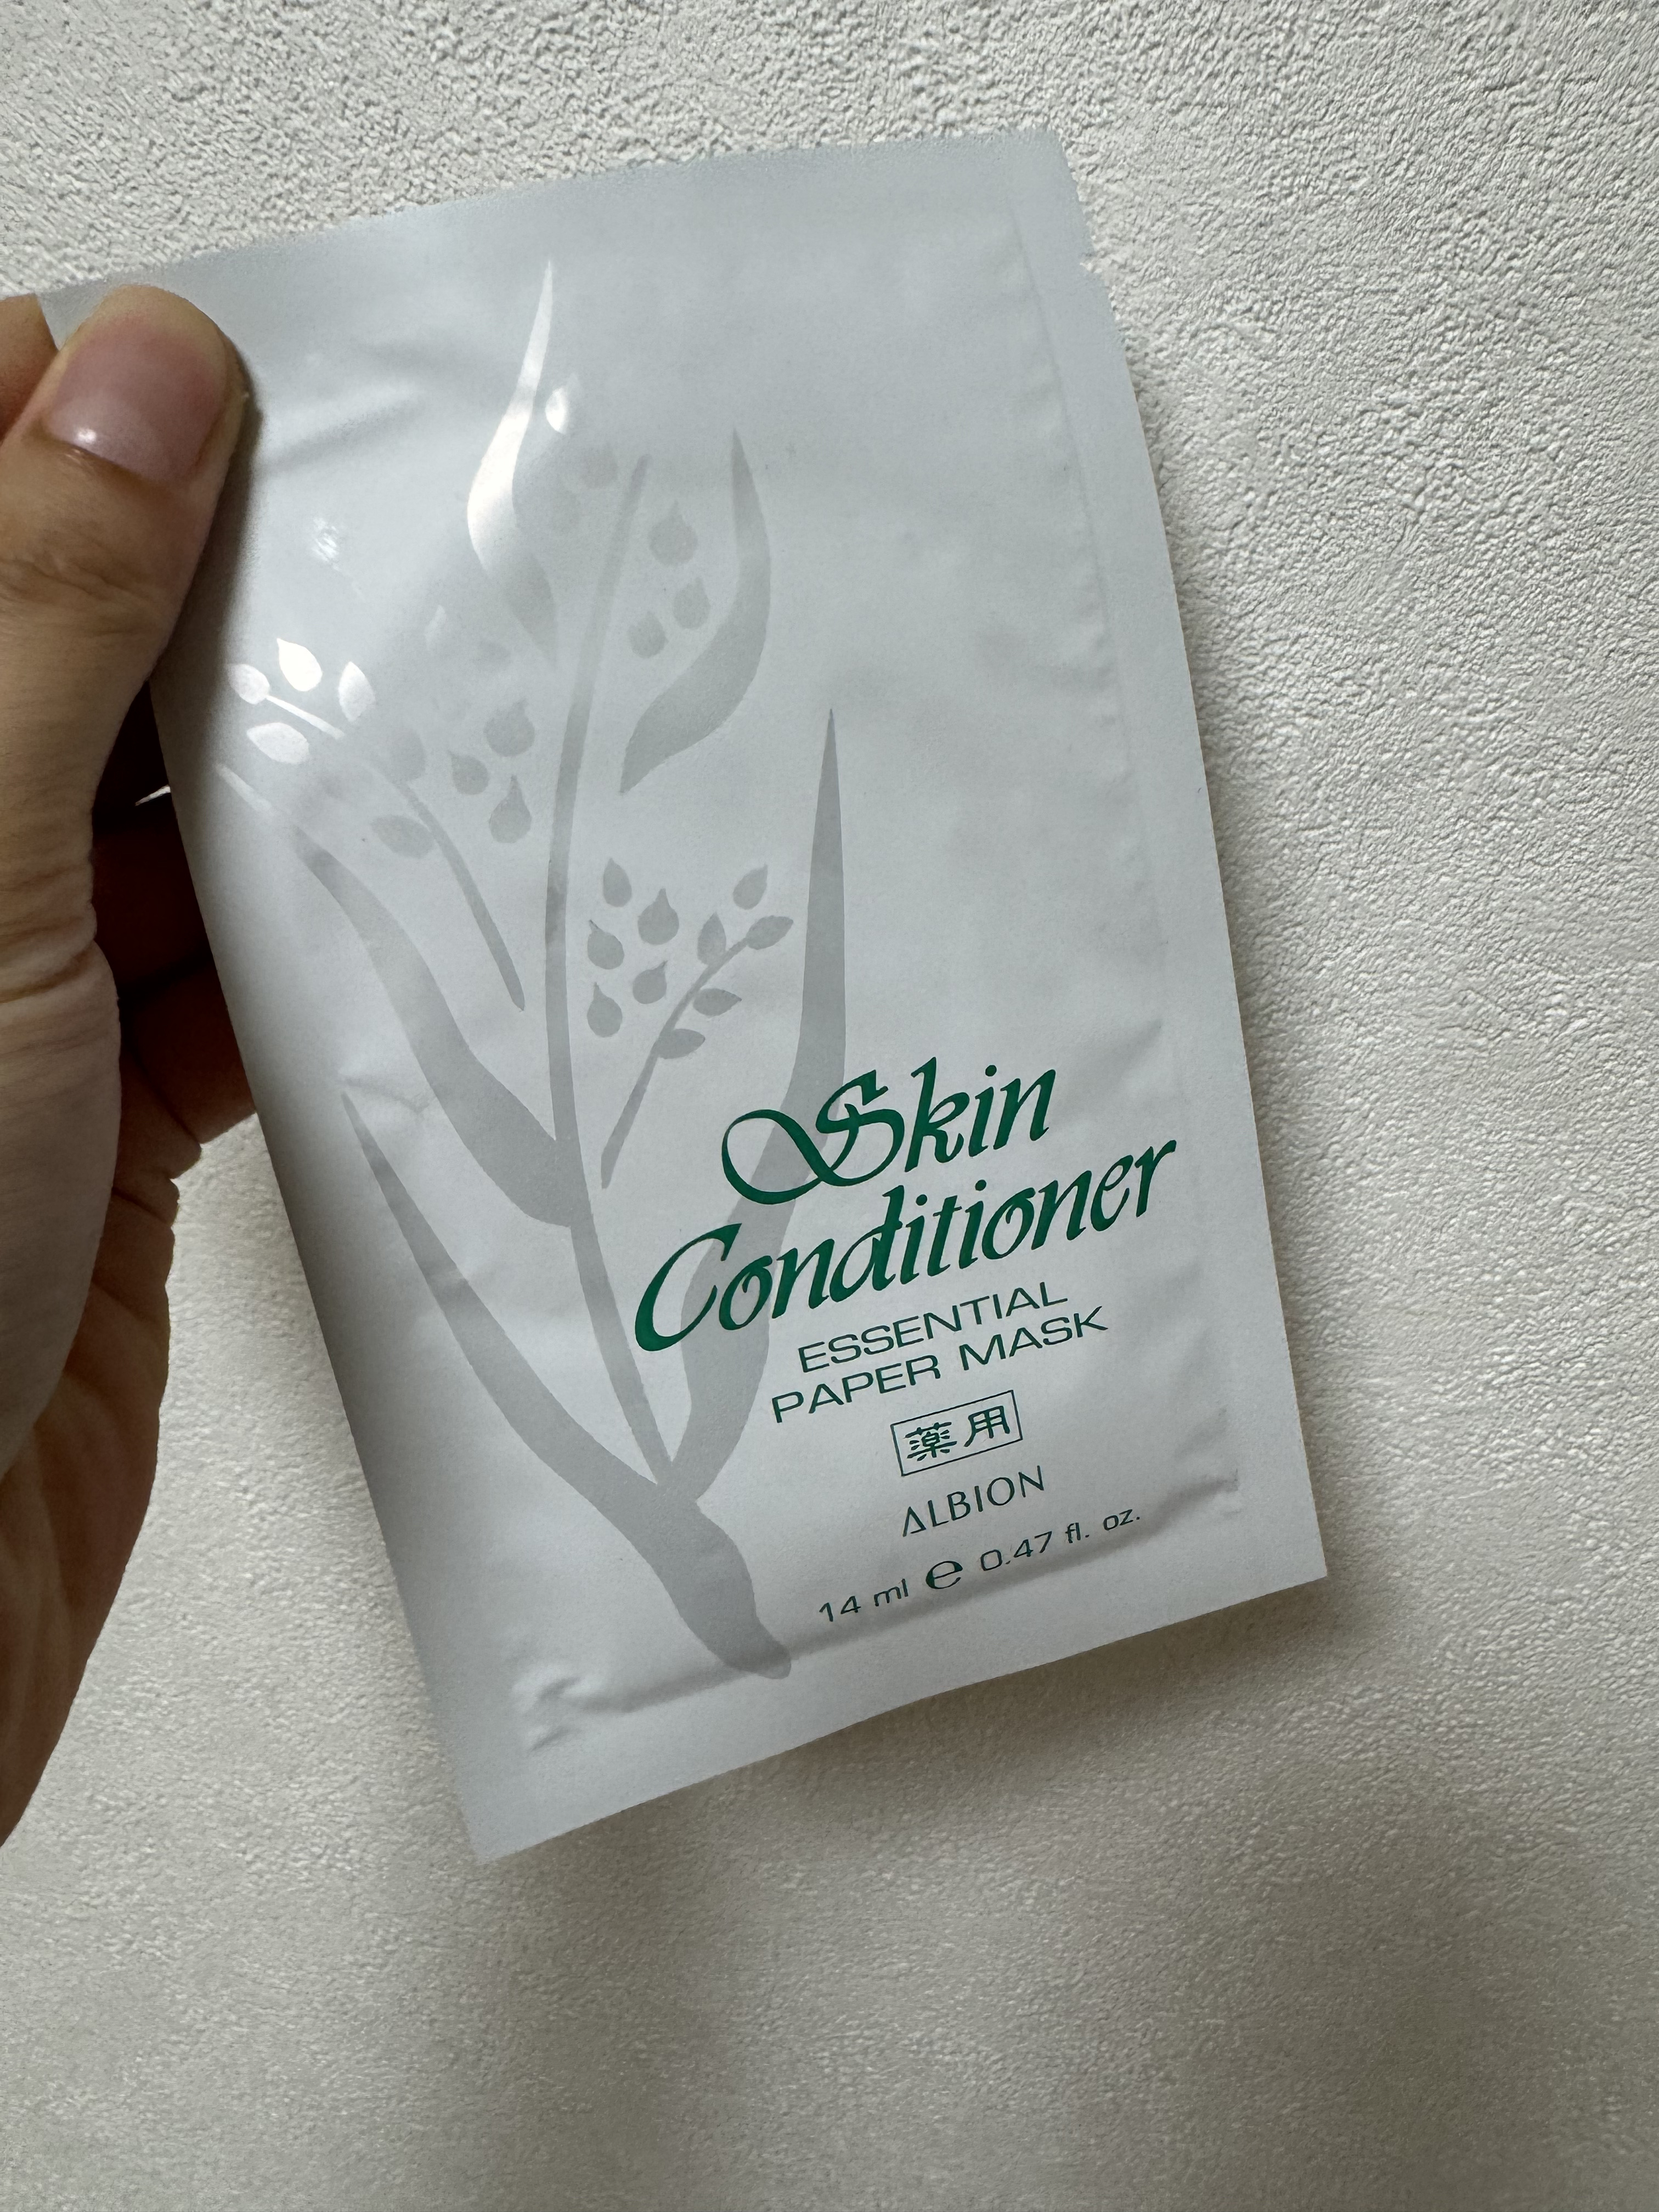 Skin
Conditioner
ESSENTIAL
PAPER MASK
薬用
ALBION
14 ml e 0.47 fl. oz.